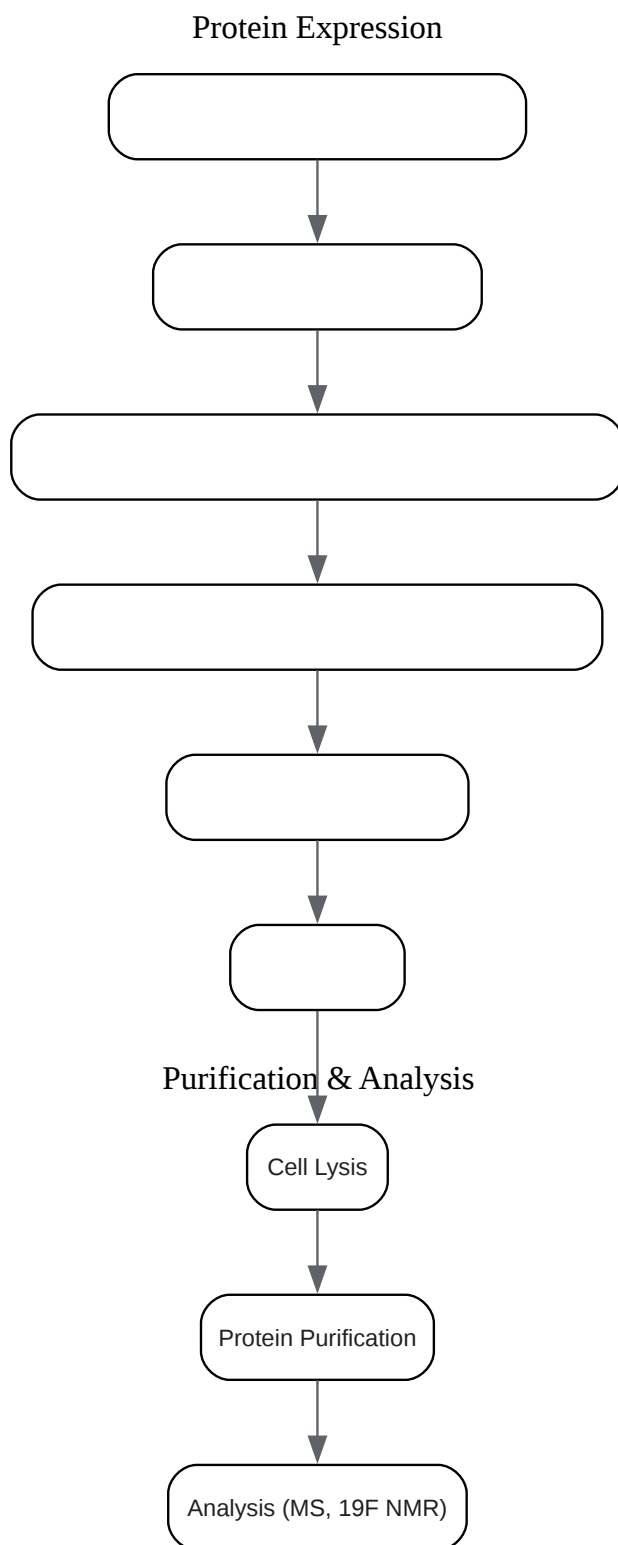 Protein Expression
Purification & Analysis
Cell Lysis
Protein Purification
Analysis (MS, 19F NMR)